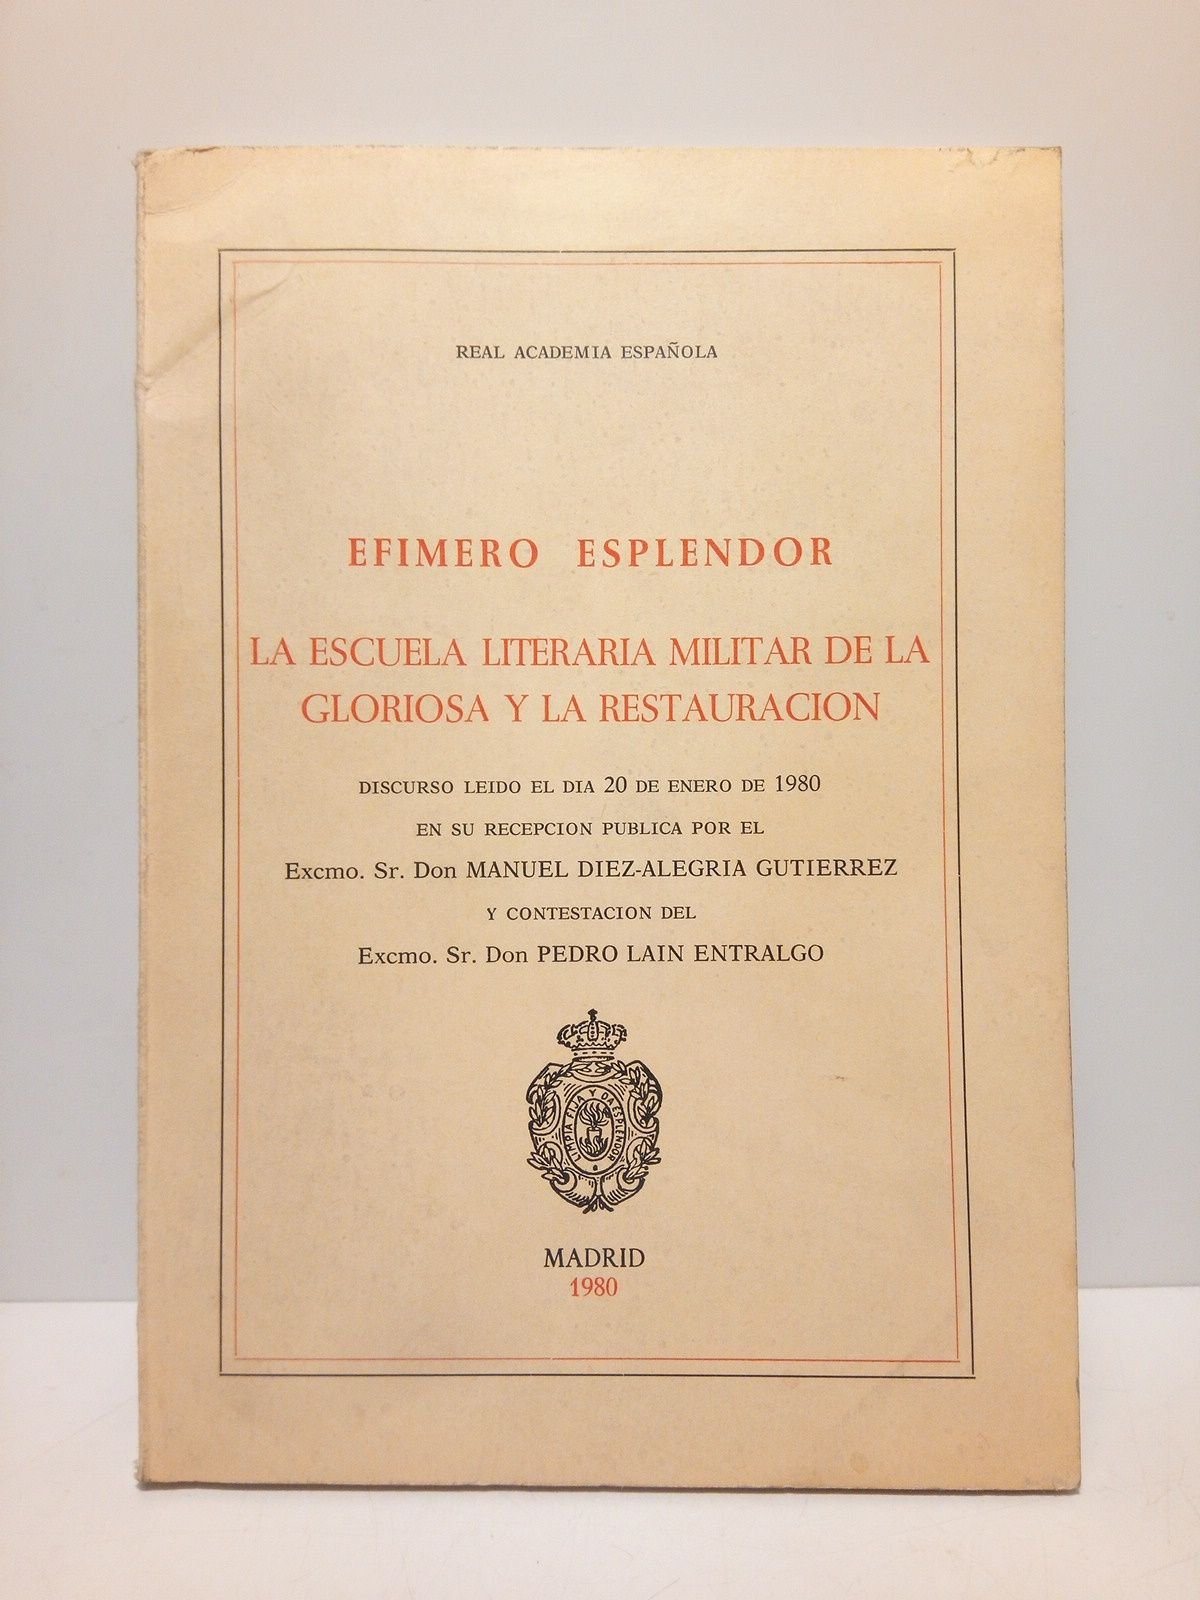 REAL ACADEMIA ESPAÑOLA
EFIMERO ESPLENDOR
LA ESCUELA LITERARIA MILITAR DE LA
GLORIOSA Y LA RESTAURACION
DISCURSO LEIDO EL DIA 20 DE ENERO DE 1980
EN SU RECEPCION PUBLICA POR EL
Excmo. Sr. Don MANUEL DIEZ-ALEGRIA GUTIERREZ
Y CONTESTACION DEL
Excmo. Sr. Don PEDRO LAIN ENTRALGO
LIMPIA FIJA Y DA ESPLENDOR
MADRID
1980